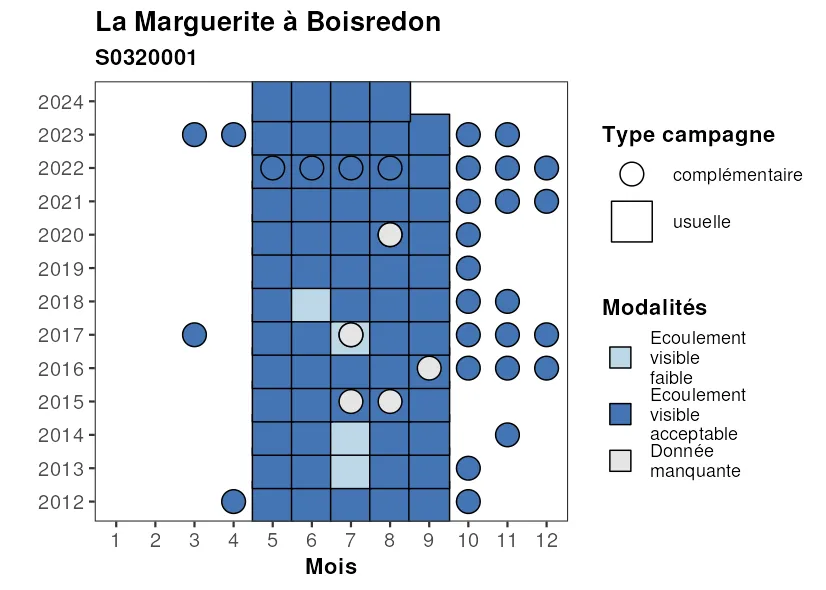 La Marguerite à Boisredon
S0320001
2024
2023
2022
2021
2020
2019
2018
2017
2016
2015
2014
2013
2012
1 2 3 4 5 6 7 8 9 10 11 12
Mois
Type campagne
complémentaire
usuelle
Modalités
Ecoulement
visible
faible
Ecoulement
visible
acceptable
Donnée
manquante